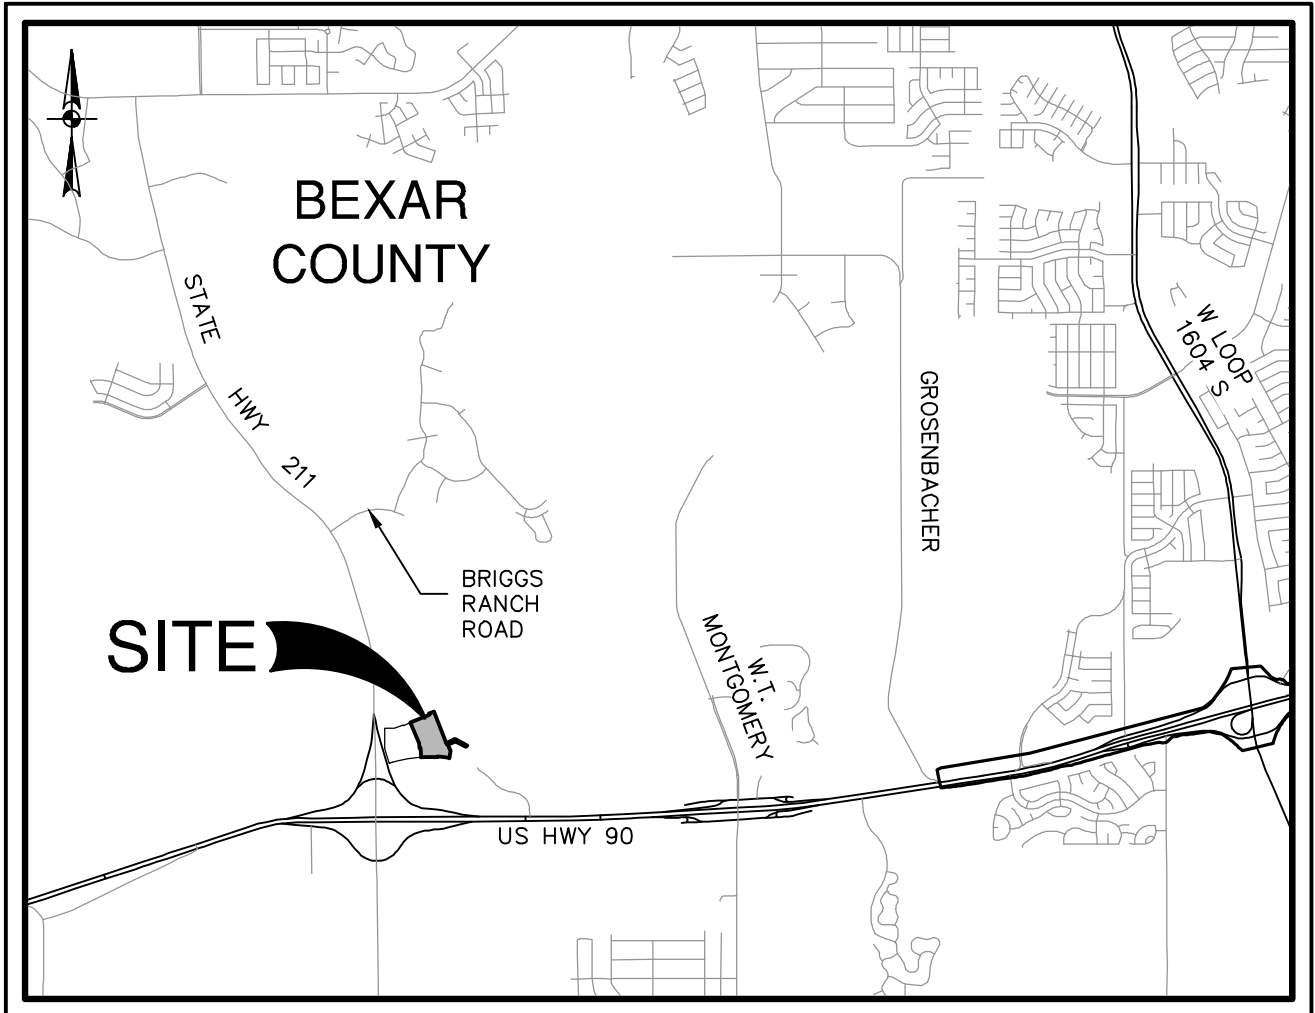 BEXAR
COUNTY
STATE
HWY
211
W LOOP
1604 S
GROSENBACHER
BRIGGS
RANCH
ROAD
SITE
W.T.
MONTGOMERY
US HWY 90